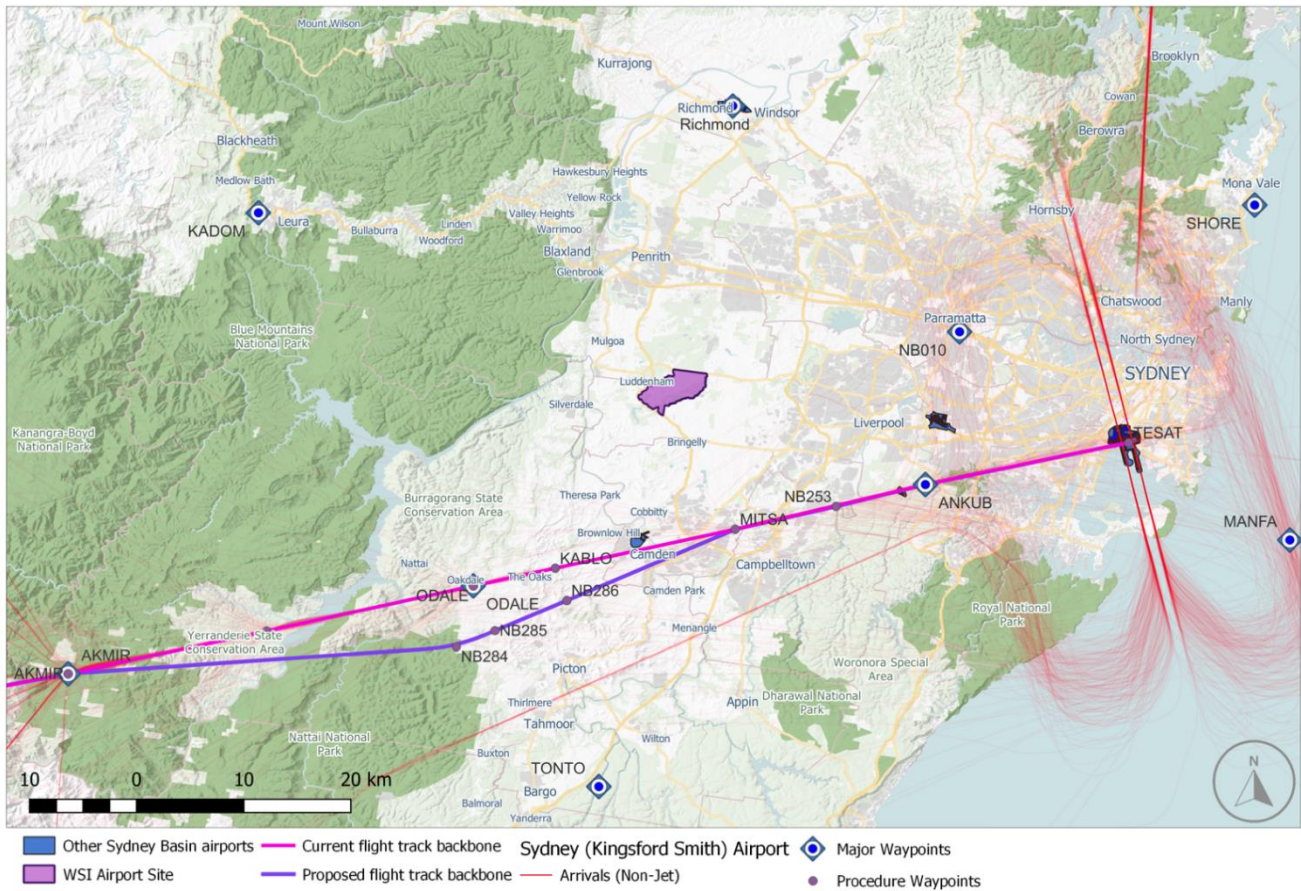 Mount Wilson
Brooklyn
Kurrajong
Cowan
Richmond
Windsor
Richmond
Berowra
Blackheath
Hawkesbury Heights
Medlow Bath
Yellow Rock
Mona Vale
KADOM
Leura
Linden
Valley Heights
Hornsby
SHORE
Bullaburra
Woodford
Warrimoo
Blaxland
Penrith
Glenbrook
Chatswood
Manly
Parramatta
Blue Mountains
National Park
NB010
North Sydney
Mulgoa
SYDNEY
Luddenham
Silverdale
Kanangra-Boyd
National Park
Liverpool
TESAT
Bringelly
Burragorang State
Conservation Area
Theresa Park
NB253
ANKUB
Cobbitty
MITSA
MANFA
Brownlow Hill
Camden
Nattai
KABLO
Campbelltown
Oakdale
The Oaks
ODALE
ODALE
NB286
Camden Park
Royal National
Park
NB285
Menangle
Yerranderie State
Conservation Area
AKMIR
NB284
AKMIR
Picton
Woronora Special
Area
Dharawal National
Park
Thirlmere
Appin
Nattai National
Park
Tahmoor
Buxton
Wilton
TONTO
10 0 10 20 km
Bargo
Balmoral
Yanderra
N
Other Sydney Basin airports
Current flight track backbone
Sydney (Kingsford Smith) Airport
Major Waypoints
WSI Airport Site
Proposed flight track backbone
Arrivals (Non-Jet)
Procedure Waypoints